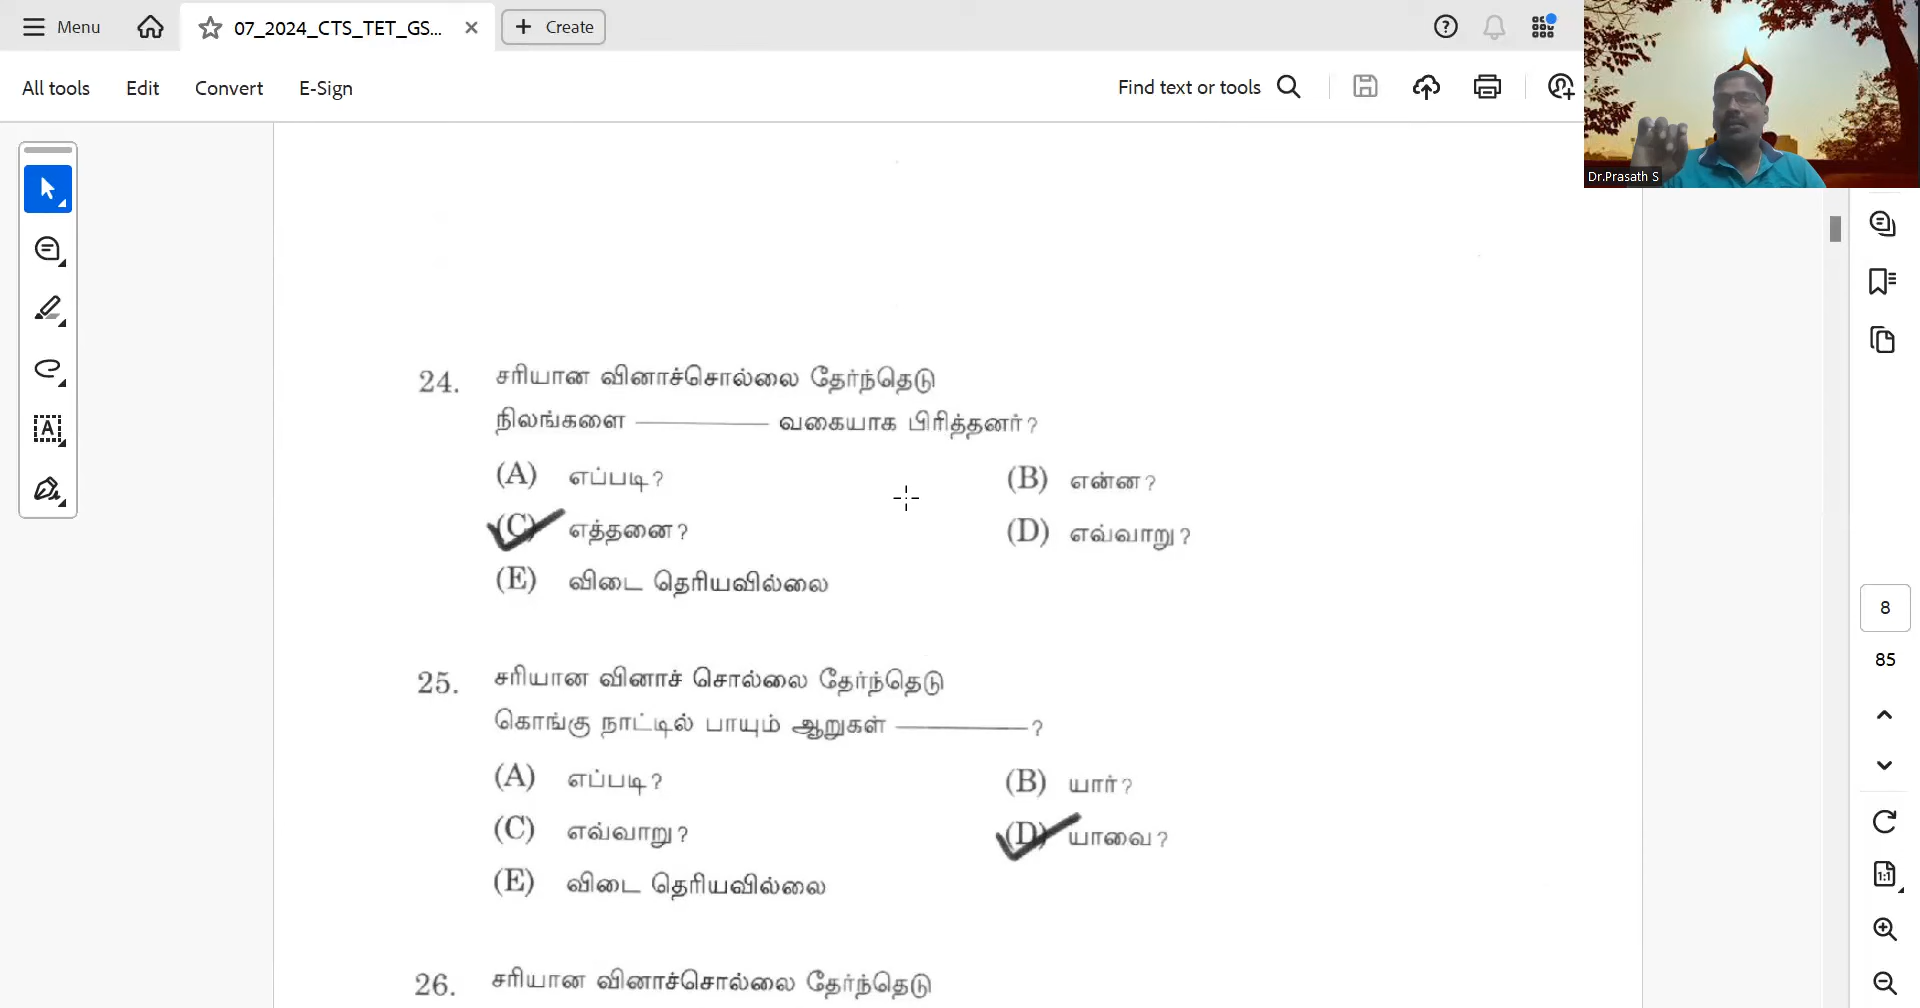 Menu
07_2024_CTS_TET_GS...
Create
All tools
Edit
Convert
E-Sign
Find text or tools
Dr.Prasath S
24. சரியான வினாச்சொல்லை தேர்ந்தெடு
நிலங்களை ———— வகையாக பிரித்தனர்?
(A) எப்படி? (B) என்ன?
(C) எத்தனை? (D) எவ்வாறு?
(E) விடை தெரியவில்லை
25. சரியான வினாச் சொல்லை தேர்ந்தெடு
கொங்கு நாட்டில் பாயும் ஆறுகள் ————?
(A) எப்படி? (B) யார்?
(C) எவ்வாறு? (D) யாவை?
(E) விடை தெரியவில்லை
26. சரியான வினாச்சொல்லை தேர்ந்தெடு
A
8
85
1:1